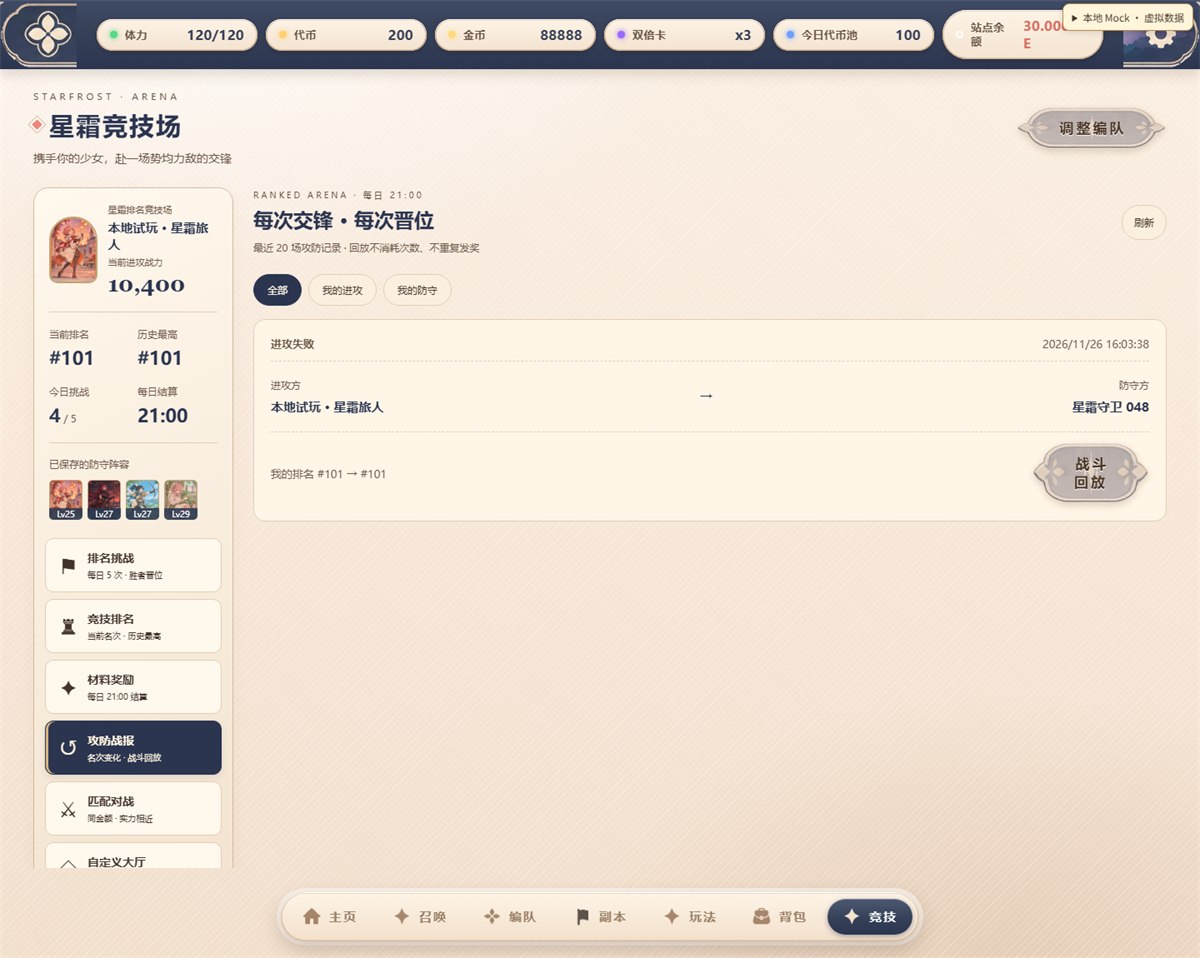 体力 120/120
代币 200
金币 88888
双倍卡 x3
今日代币池 100
站点余额 30.00
E
▶ 本地 Mock · 虚拟数据
STARFROST · ARENA
星霜竞技场
携手你的少女，赴一场势均力敌的交锋
调整编队
星霜排名竞技场
本地试玩·星霜旅人
当前进攻战力
10,400
当前排名
#101
历史最高
#101
今日挑战
4 / 5
每日结算
21:00
已保存的防守阵容
Lv25
Lv27
Lv27
Lv29
排名挑战
每日 5 次 · 胜者晋位
竞技排名
当前名次 · 历史最高
材料奖励
每日 21:00 结算
攻防战报
名次变化 · 战斗回放
匹配对战
同金额 · 实力相近
自定义大厅
RANKED ARENA · 每日 21:00
每次交锋·每次晋位
最近 20 场攻防记录 · 回放不消耗次数、不重复发奖
刷新
全部
我的进攻
我的防守
进攻失败
2026/11/26 16:03:38
进攻方
本地试玩·星霜旅人
→
防守方
星霜守卫 048
我的排名 #101 → #101
战斗
回放
主页
召唤
编队
副本
玩法
背包
竞技